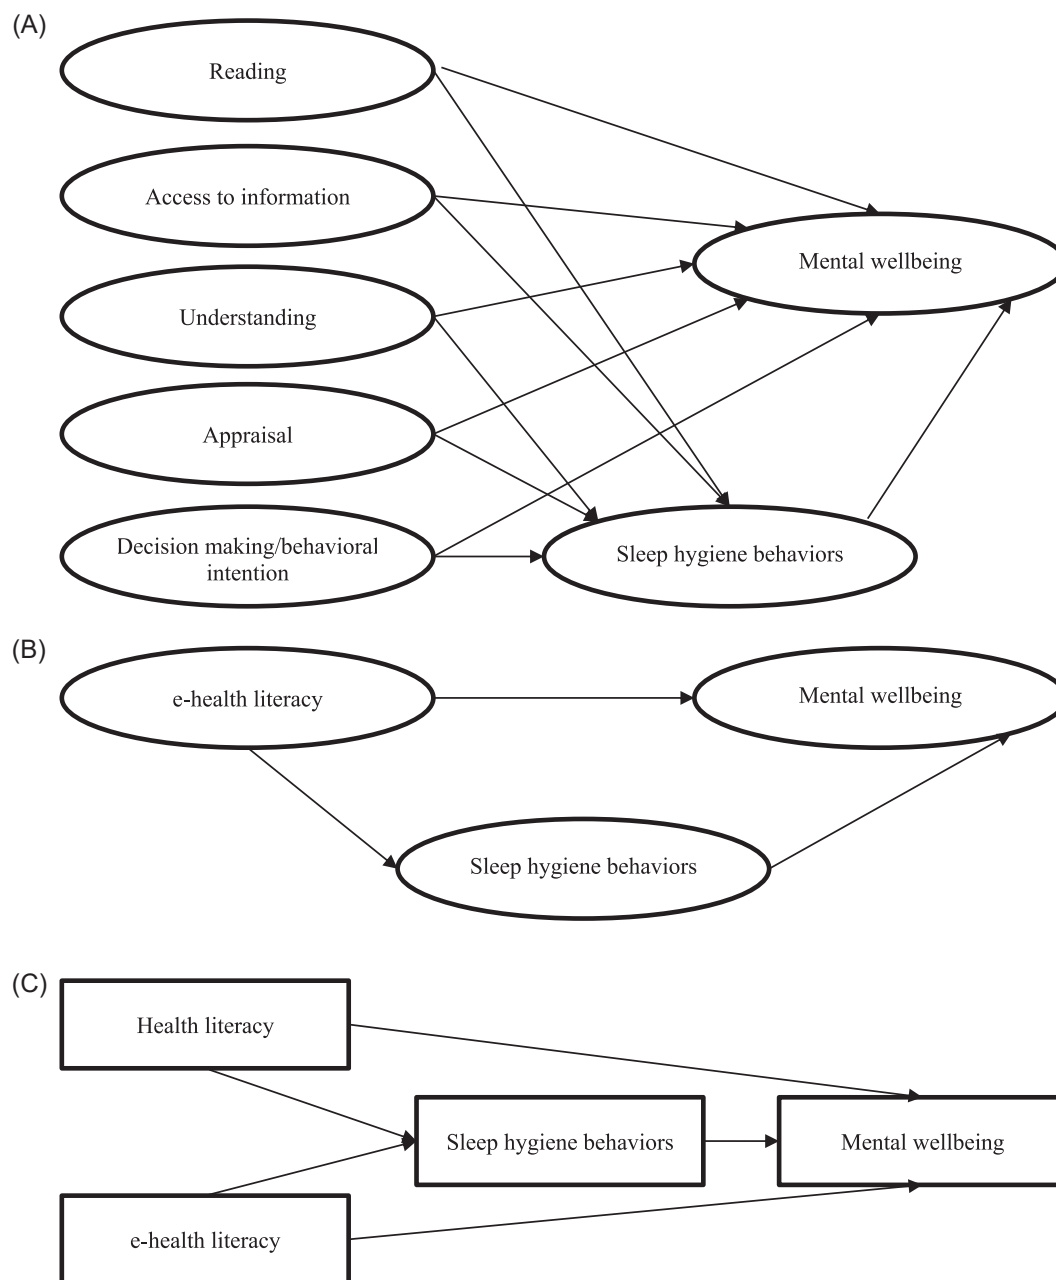 (A)
Reading
Access to information
Understanding
Appraisal
Decision making/behavioral
intention
Mental wellbeing
Sleep hygiene behaviors
(B)
e-health literacy
Mental wellbeing
Sleep hygiene behaviors
(C)
Health literacy
Sleep hygiene behaviors
Mental wellbeing
e-health literacy